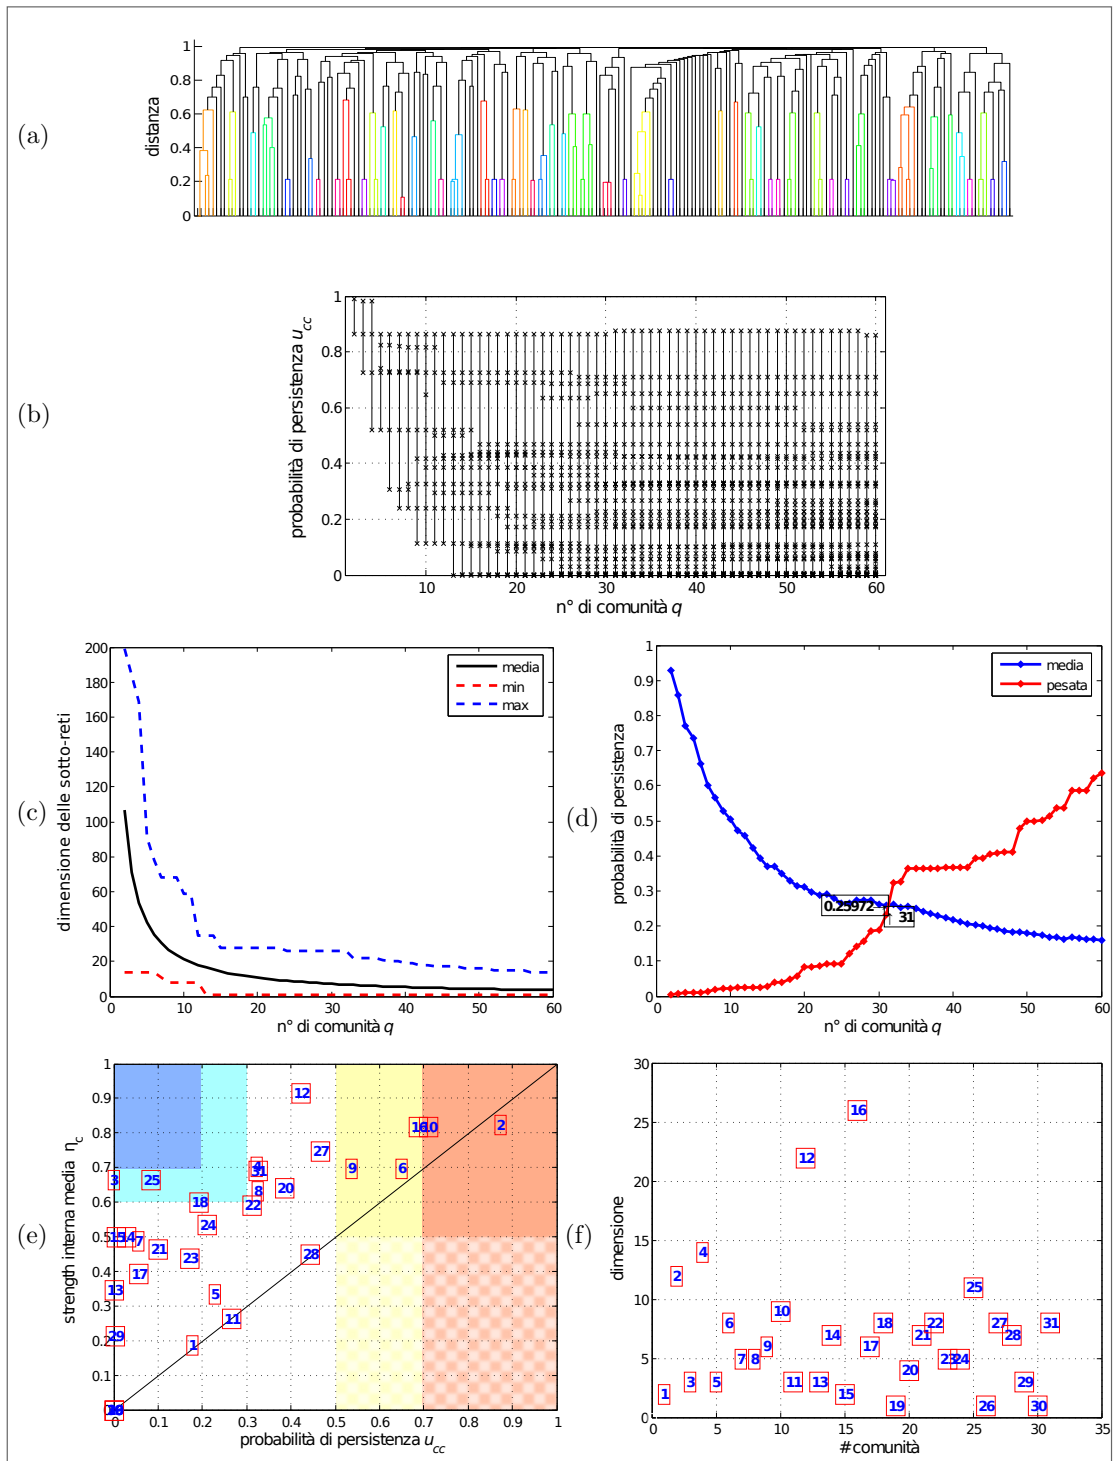 (a)
distanza
1
0.8
0.6
0.4
0.2
0
(b)
probabilità di persistenza u_cc
1
0.8
0.6
0.4
0.2
0
10 20 30 40 50 60
n° di comunità q
(c)
dimensione delle sotto-reti
200
180
160
140
120
100
80
60
40
20
0
0 10 20 30 40 50 60
n° di comunità q
media
min
max
(d)
probabilità di persistenza
1
0.9
0.8
0.7
0.6
0.5
0.4
0.3
0.2
0.1
0
0 10 20 30 40 50 60
n° di comunità q
media
pesata
0.25972
31
(e)
strength interna media η_c
1
0.9
0.8
0.7
0.6
0.5
0.4
0.3
0.2
0.1
0
0 0.1 0.2 0.3 0.4 0.5 0.6 0.7 0.8 0.9 1
probabilità di persistenza u_cc
12
16 10 2
27
4
31
9 6
3 25
8 20
18 22
24
15 14 7
21
23 28
17
13 5
11
29
1
(f)
dimensione
30
25
20
15
10
5
0
0 5 10 15 20 25 30 35
# comunità
16
12
4
2
25
10
6 18 22 27 31
14 21 28
9 17
7 8 23 24
20
3 5 11 13 29
1 15
19 26 30